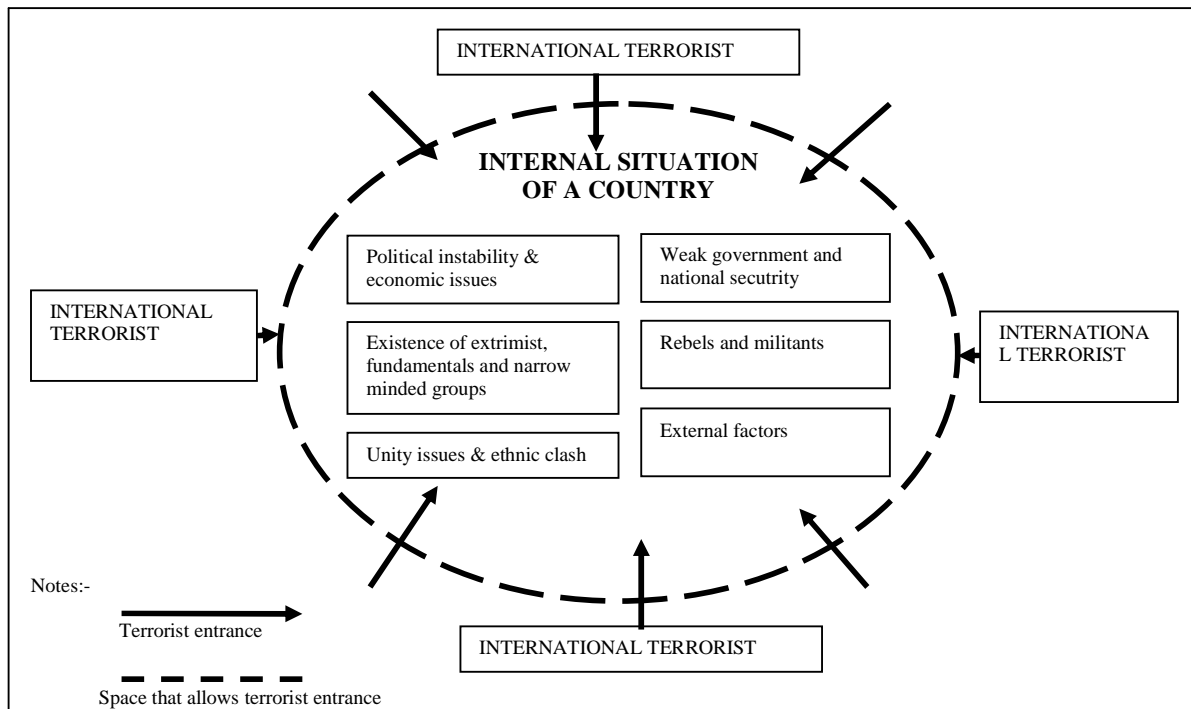 INTERNATIONAL TERRORIST
INTERNAL SITUATION
OF A COUNTRY
Political instability &
economic issues
Weak government and
national secutrity
INTERNATIONAL
TERRORIST
Existence of extrimist,
fundamentals and narrow
minded groups
Rebels and militants
INTERNATIONA
L TERRORIST
Unity issues & ethnic clash
External factors
Notes:-
Terrorist entrance
INTERNATIONAL TERRORIST
Space that allows terrorist entrance